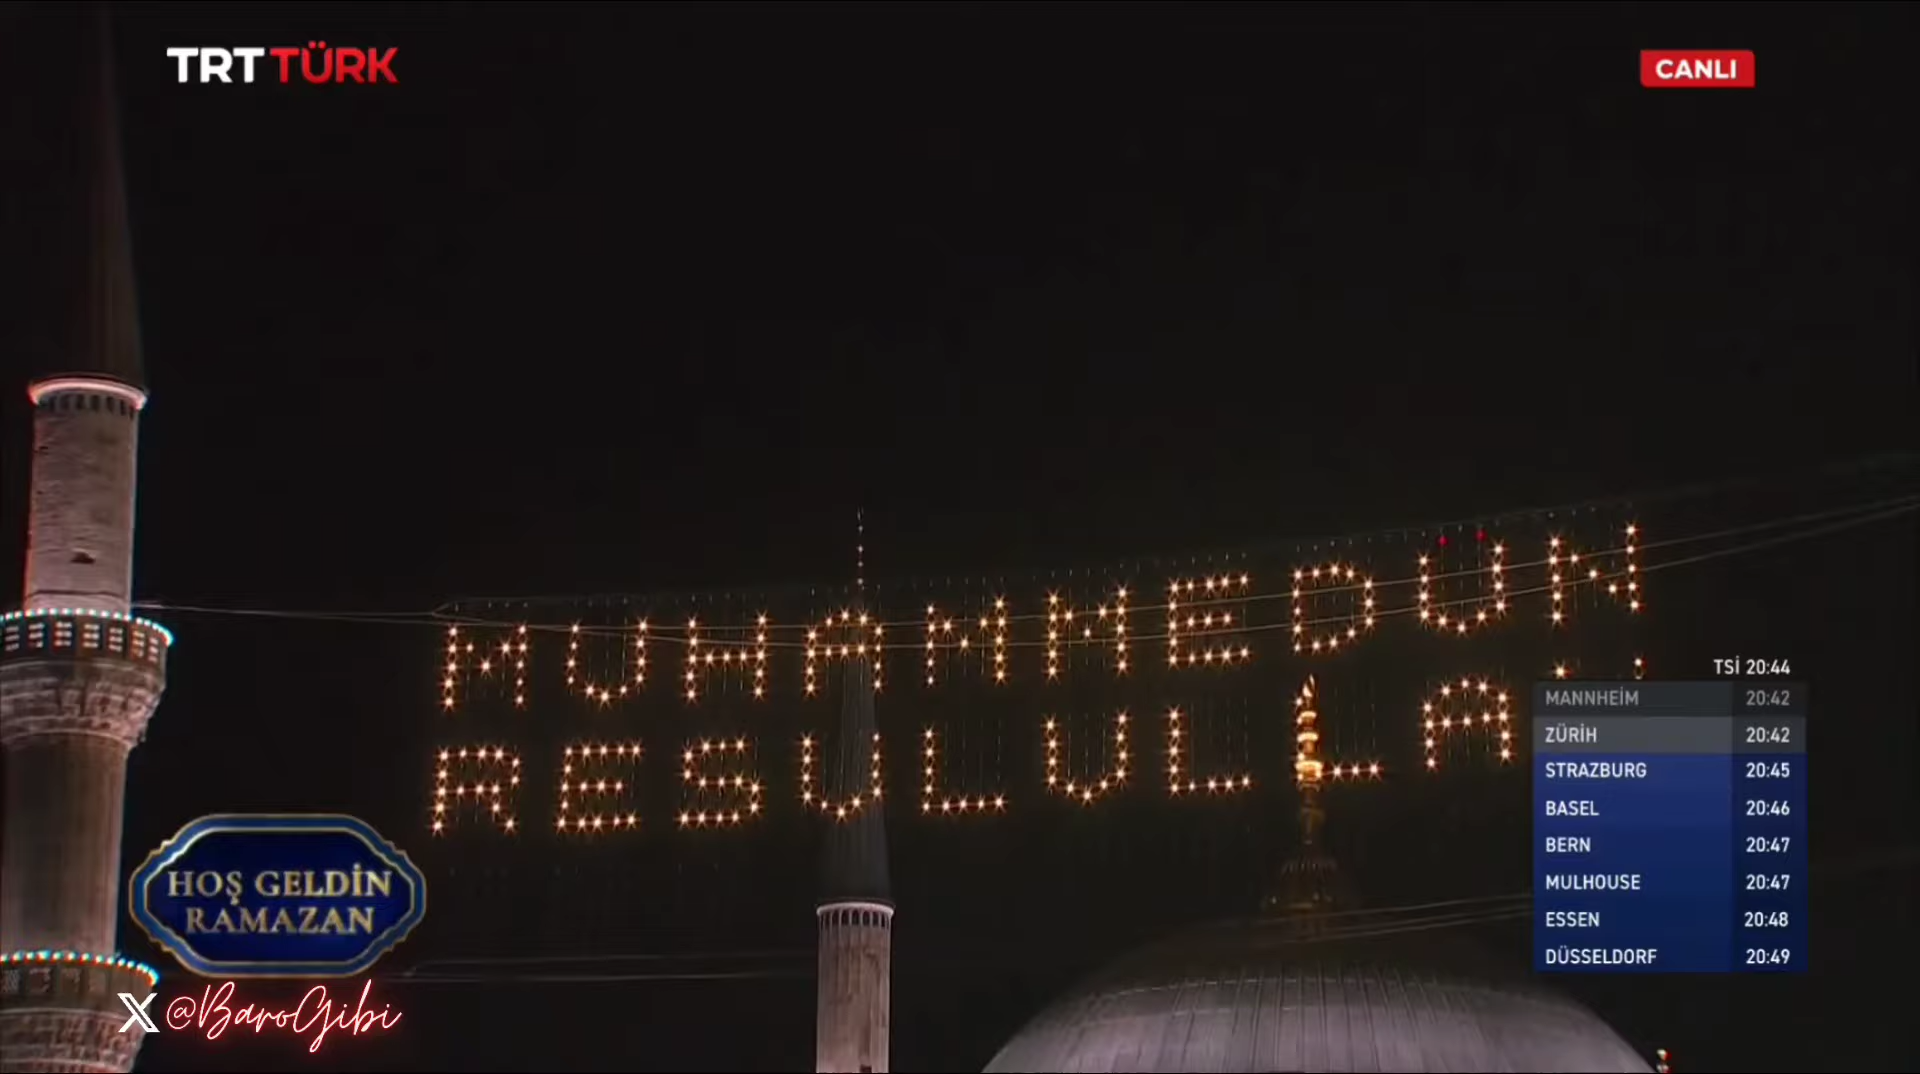 TRT TÜRK
CANLI
MUHAMMEDÜN
RESULULLA
TSİ 20:44
MANNHEİM 20:42
ZÜRİH 20:42
STRAZBURG 20:45
BASEL 20:46
BERN 20:47
MULHOUSE 20:47
ESSEN 20:48
DÜSSELDORF 20:49
HOŞ GELDİN
RAMAZAN
X @BaroGibi